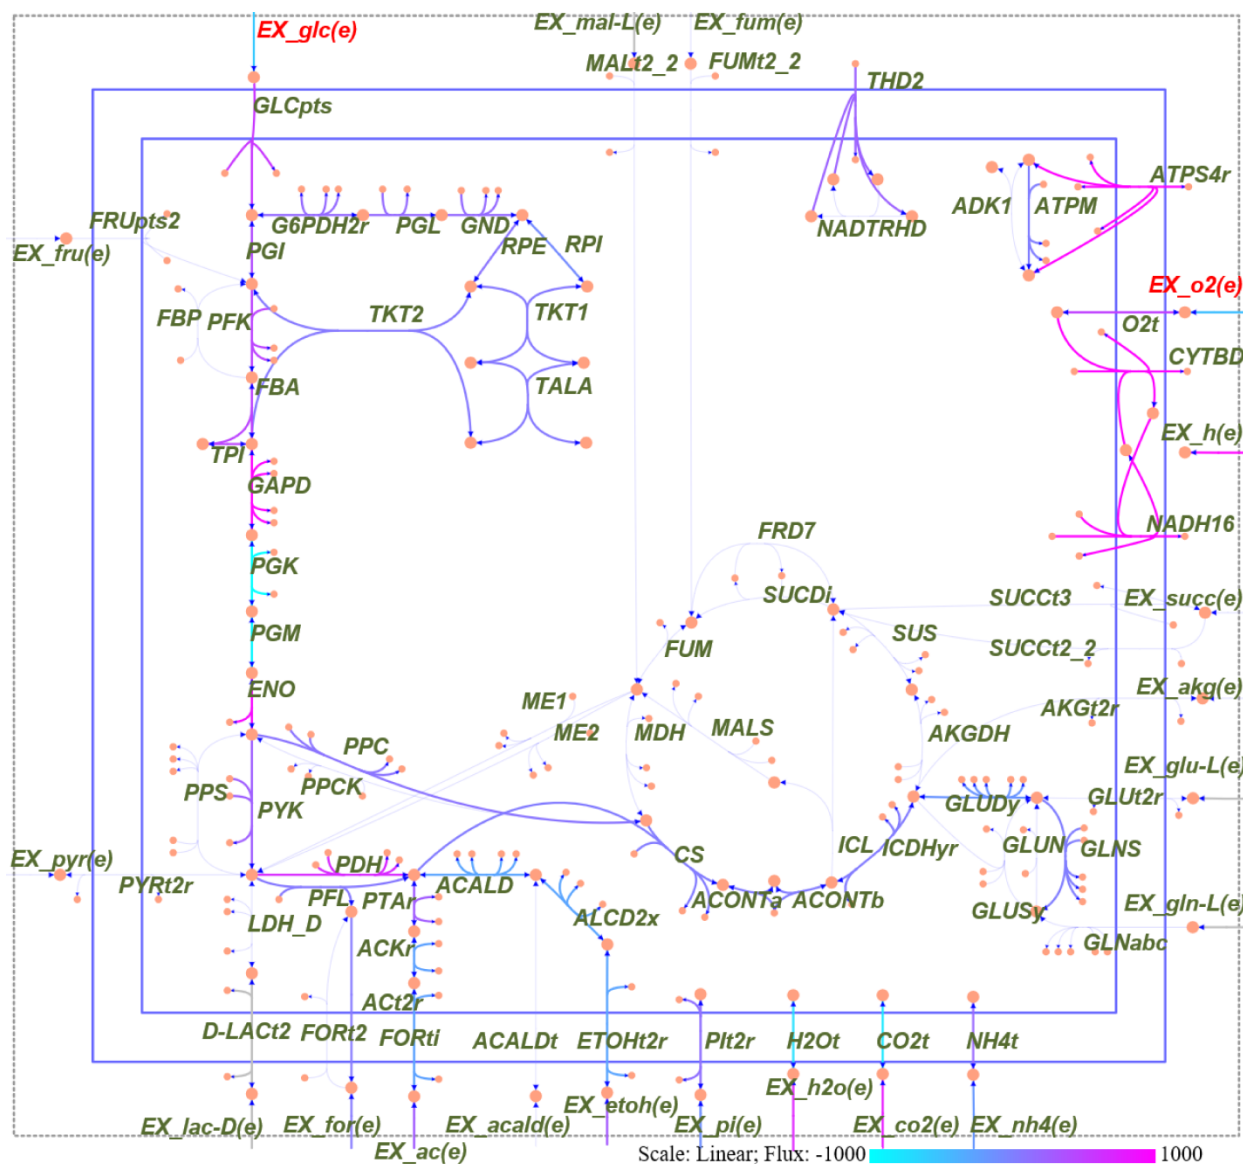 EX_glc(e)
EX_mal-L(e)
EX_fum(e)
MALt2_2
FUMt2_2
THD2
GLCpts
ATPS4r
ADK1
ATPM
FRUpts2
G6PDH2r
PGL
GND
NADTRHD
EX_fru(e)
PGI
RPE
RPI
EX_o2(e)
FBP
PFK
TKT2
TKT1
O2t
CYTBD
FBA
TALA
TPI
EX_h(e)
GAPD
NADH16
FRD7
PGK
SUCDi
SUCCt3
EX_succ(e)
PGM
FUM
SUS
SUCCt2_2
ENO
ME1
EX_akg(e)
AKGt2r
ME2
MDH
MALS
AKGDH
PPC
PPCK
EX_glu-L(e)
PPS
PYK
GLUDy
GLUt2r
EX_pyr(e)
PDH
CS
ICL
ICDHyr
GLUN
GLNS
PYRt2r
PFL
PTAr
ACALD
ACONTa
ACONTb
EX_gln-L(e)
LDH_D
ALCD2x
GLUSy
ACKr
GLNabc
ACt2r
D-LACt2
FORt2
FORti
ACALDt
ETOHt2r
PIt2r
H2Ot
CO2t
NH4t
EX_h2o(e)
EX_etoh(e)
EX_lac-D(e)
EX_for(e)
EX_acald(e)
EX_pi(e)
EX_co2(e)
EX_nh4(e)
EX_ac(e)
Scale: Linear; Flux: -1000
1000